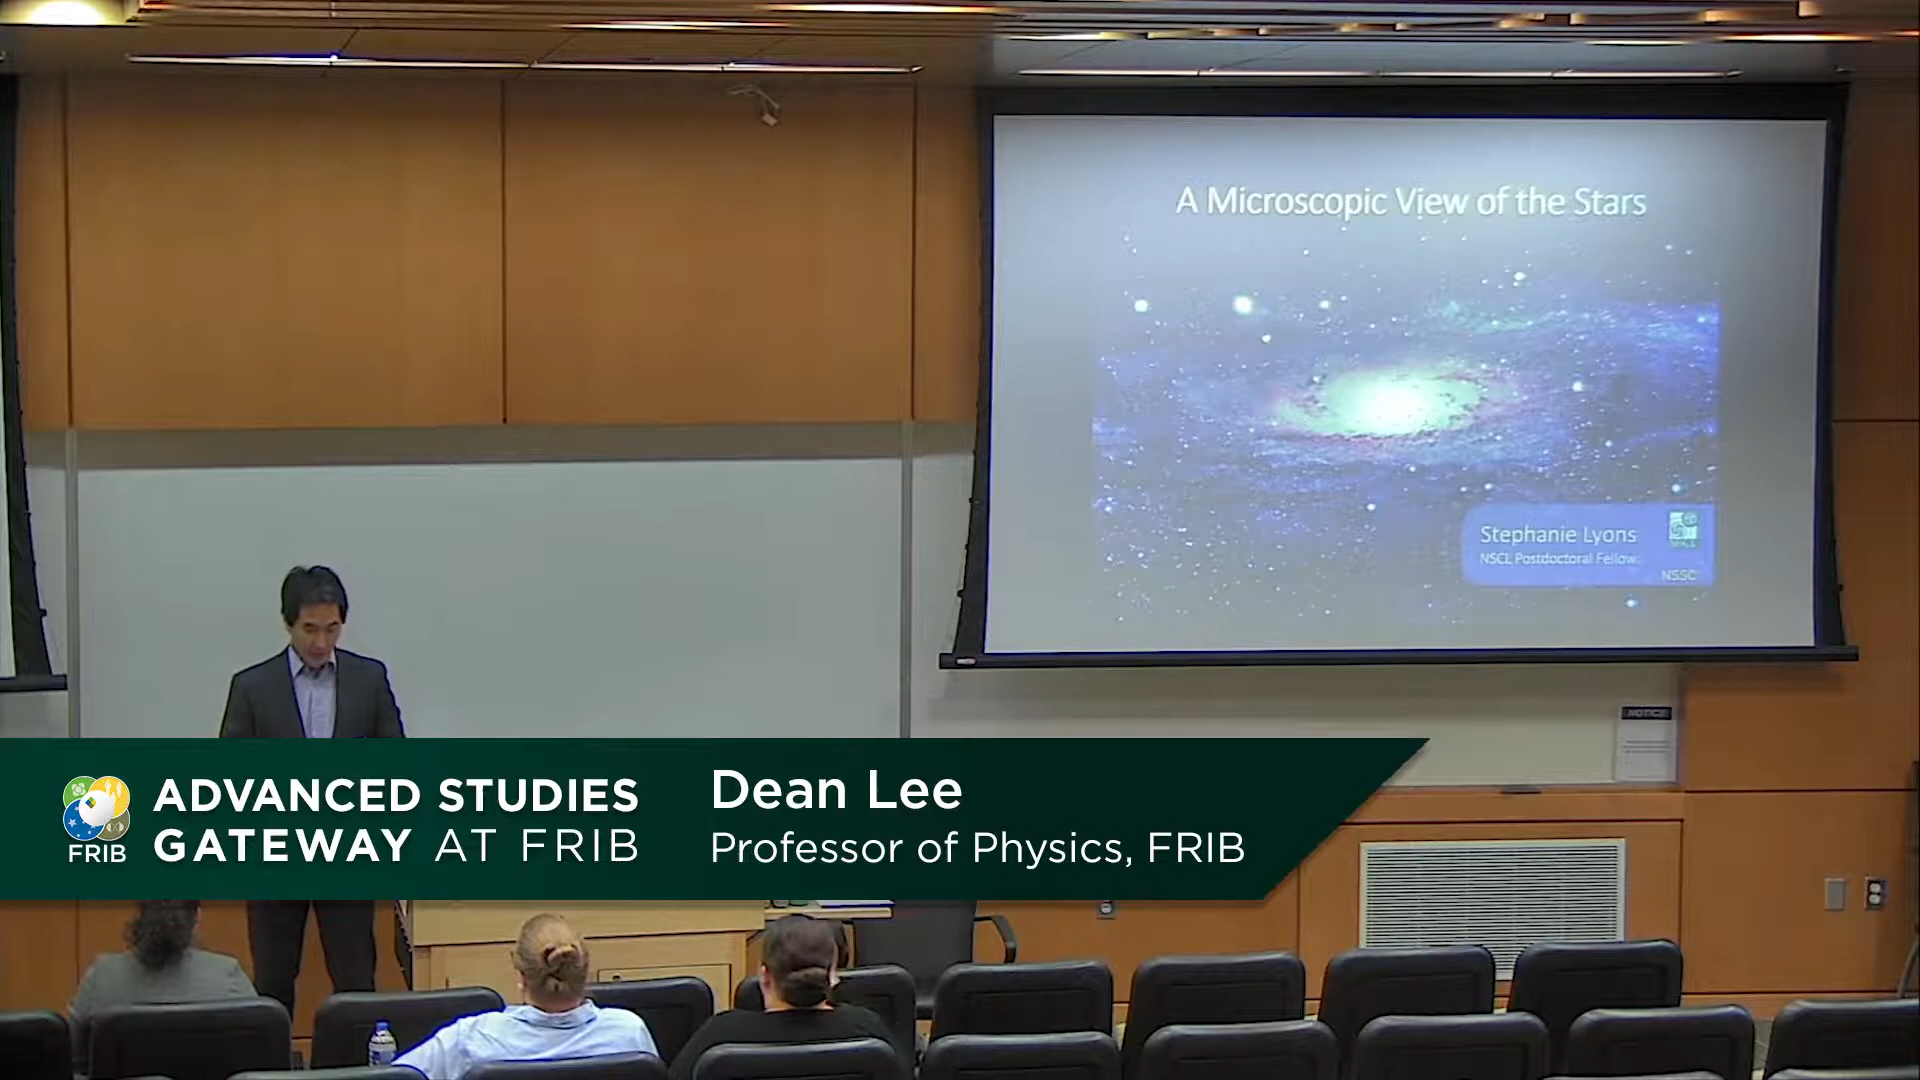 A Microscopic View of the Stars
Stephanie Lyons
NSCL Postdoctoral Fellow
NSSC
NOTICE
ADVANCED STUDIES
GATEWAY AT FRIB
FRIB
Dean Lee
Professor of Physics, FRIB